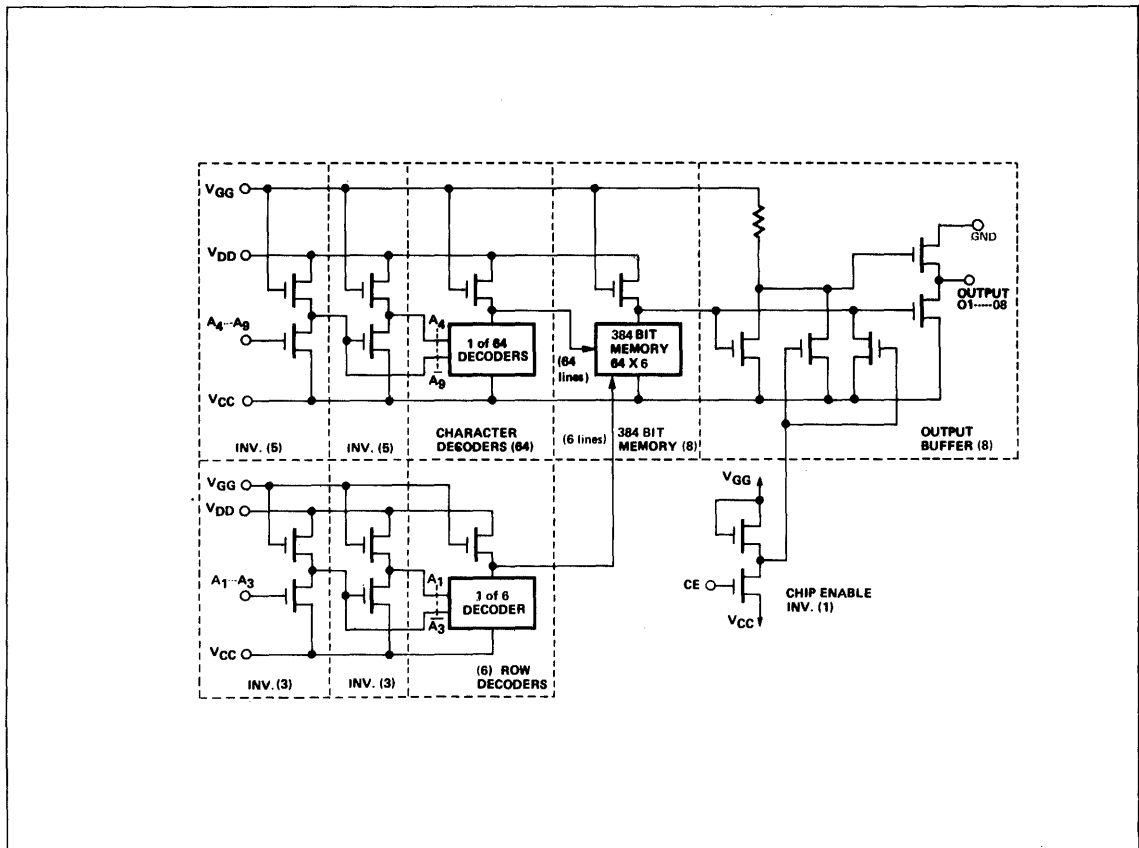 VGG
VDD
A4---A9
VCC
INV. (5)
INV. (5)
A4
A9
1 of 64
DECODERS
CHARACTER
DECODERS (64)
(64
lines)
384 BIT
MEMORY
64 X 6
(6 lines)
384 BIT
MEMORY (8)
GND
OUTPUT
O1-----08
OUTPUT
BUFFER (8)
VGG
VDD
A1---A3
VCC
INV. (3)
INV. (3)
A1
A3
1 of 6
DECODER
(6) ROW
DECODERS
VGG
CE
CHIP ENABLE
INV. (1)
VCC